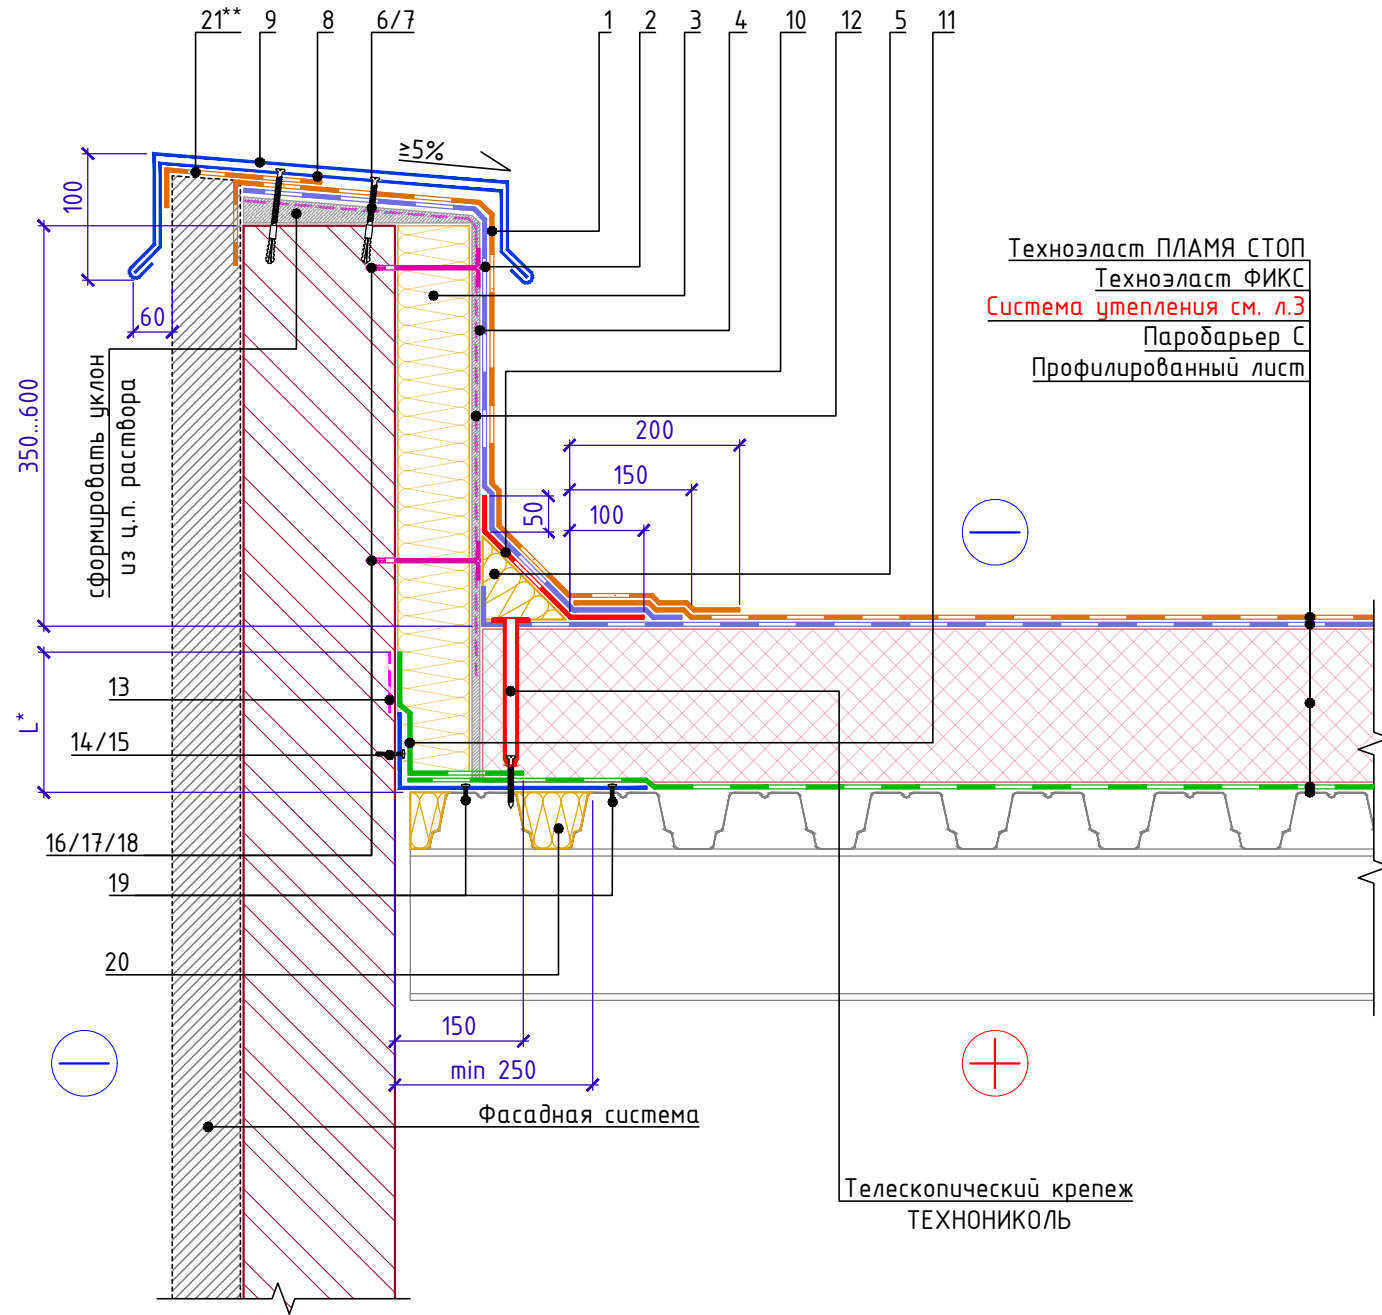 21** 9 8 6/7 1 2 3 4 10 12 5 11
≥5%
100
60
350...600
сформировать уклон
из ц.п. раствора
Техноэласт ПЛАМЯ СТОП
Техноэласт ФИКС
Система утепления см. л.3
Паробарьер С
Профилированный лист
200
150
100
50
L*
13
14/15
16/17/18
19
20
150
min 250
Фасадная система
Телескопический крепеж
ТЕХНОНИКОЛЬ